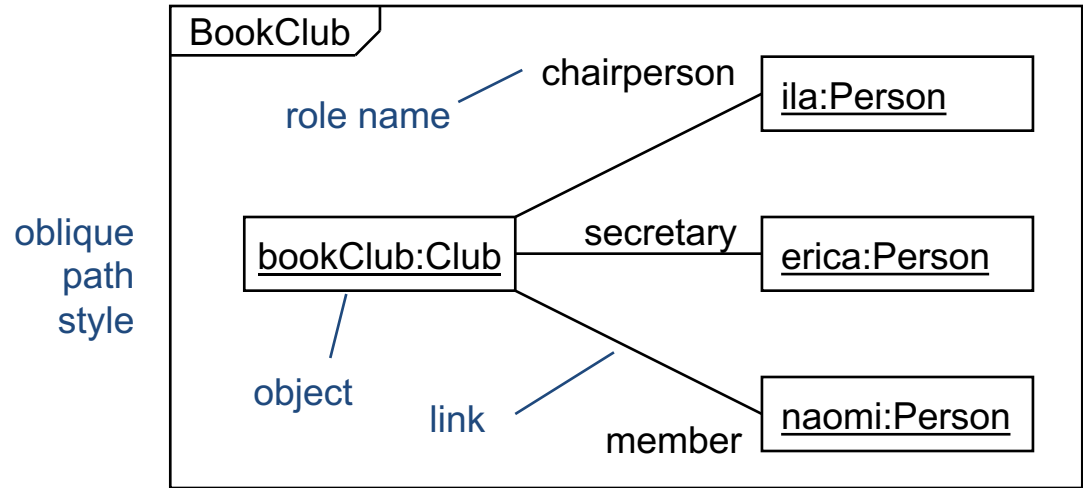 BookClub
chairperson
ila:Person
role name
oblique
path
style
bookClub:Club
secretary
erica:Person
object
link
member
naomi:Person